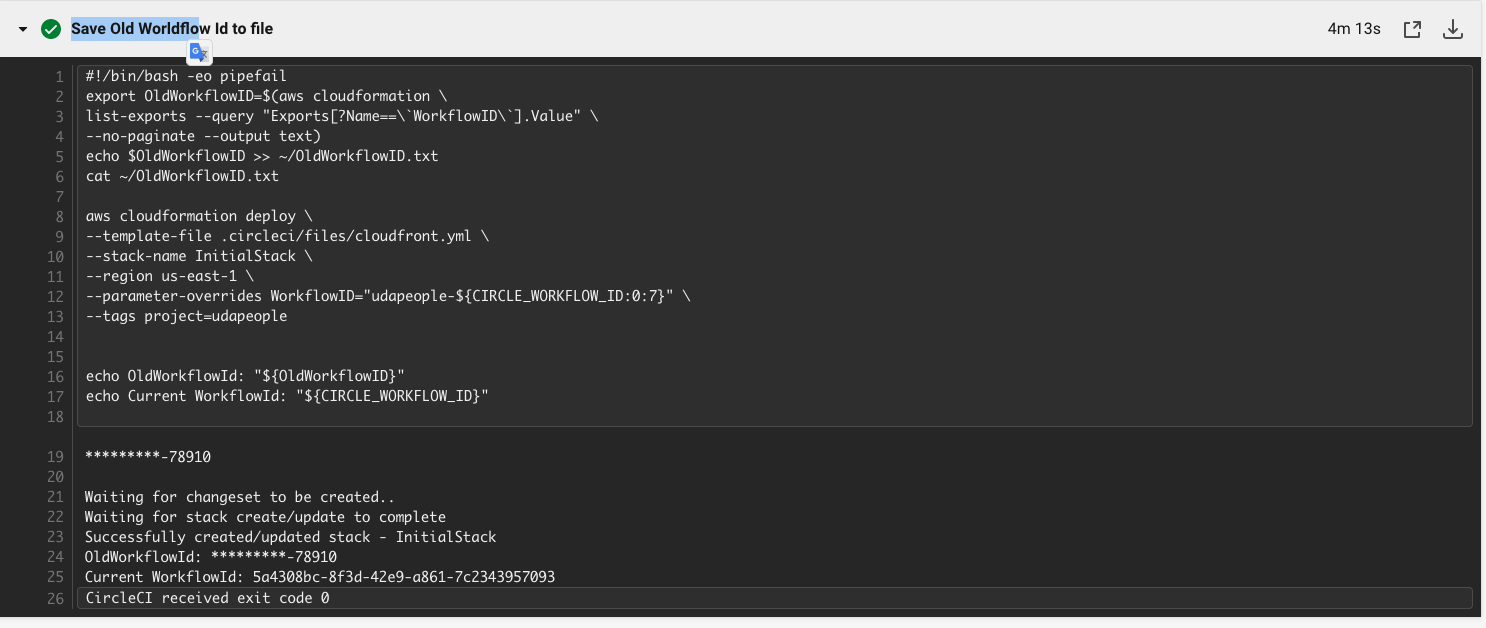 Save Old Worldflow Id to file
4m 13s
1 #!/bin/bash -eo pipefail
2 export OldWorkflowID=$(aws cloudformation \
3 list-exports --query "Exports[?Name==\`WorkflowID\`].Value" \
4 --no-paginate --output text)
5 echo $OldWorkflowID >> ~/OldWorkflowID.txt
6 cat ~/OldWorkflowID.txt
7
8 aws cloudformation deploy \
9 --template-file .circleci/files/cloudfront.yml \
10 --stack-name InitialStack \
11 --region us-east-1 \
12 --parameter-overrides WorkflowID="udapeople-${CIRCLE_WORKFLOW_ID:0:7}" \
13 --tags project=udapeople
14
15
16 echo OldWorkflowId: "${OldWorkflowID}"
17 echo Current WorkflowId: "${CIRCLE_WORKFLOW_ID}"
18
19 *********-78910
20
21 Waiting for changeset to be created..
22 Waiting for stack create/update to complete
23 Successfully created/updated stack - InitialStack
24 OldWorkflowId: *********-78910
25 Current WorkflowId: 5a4308bc-8f3d-42e9-a861-7c2343957093
26 CircleCI received exit code 0